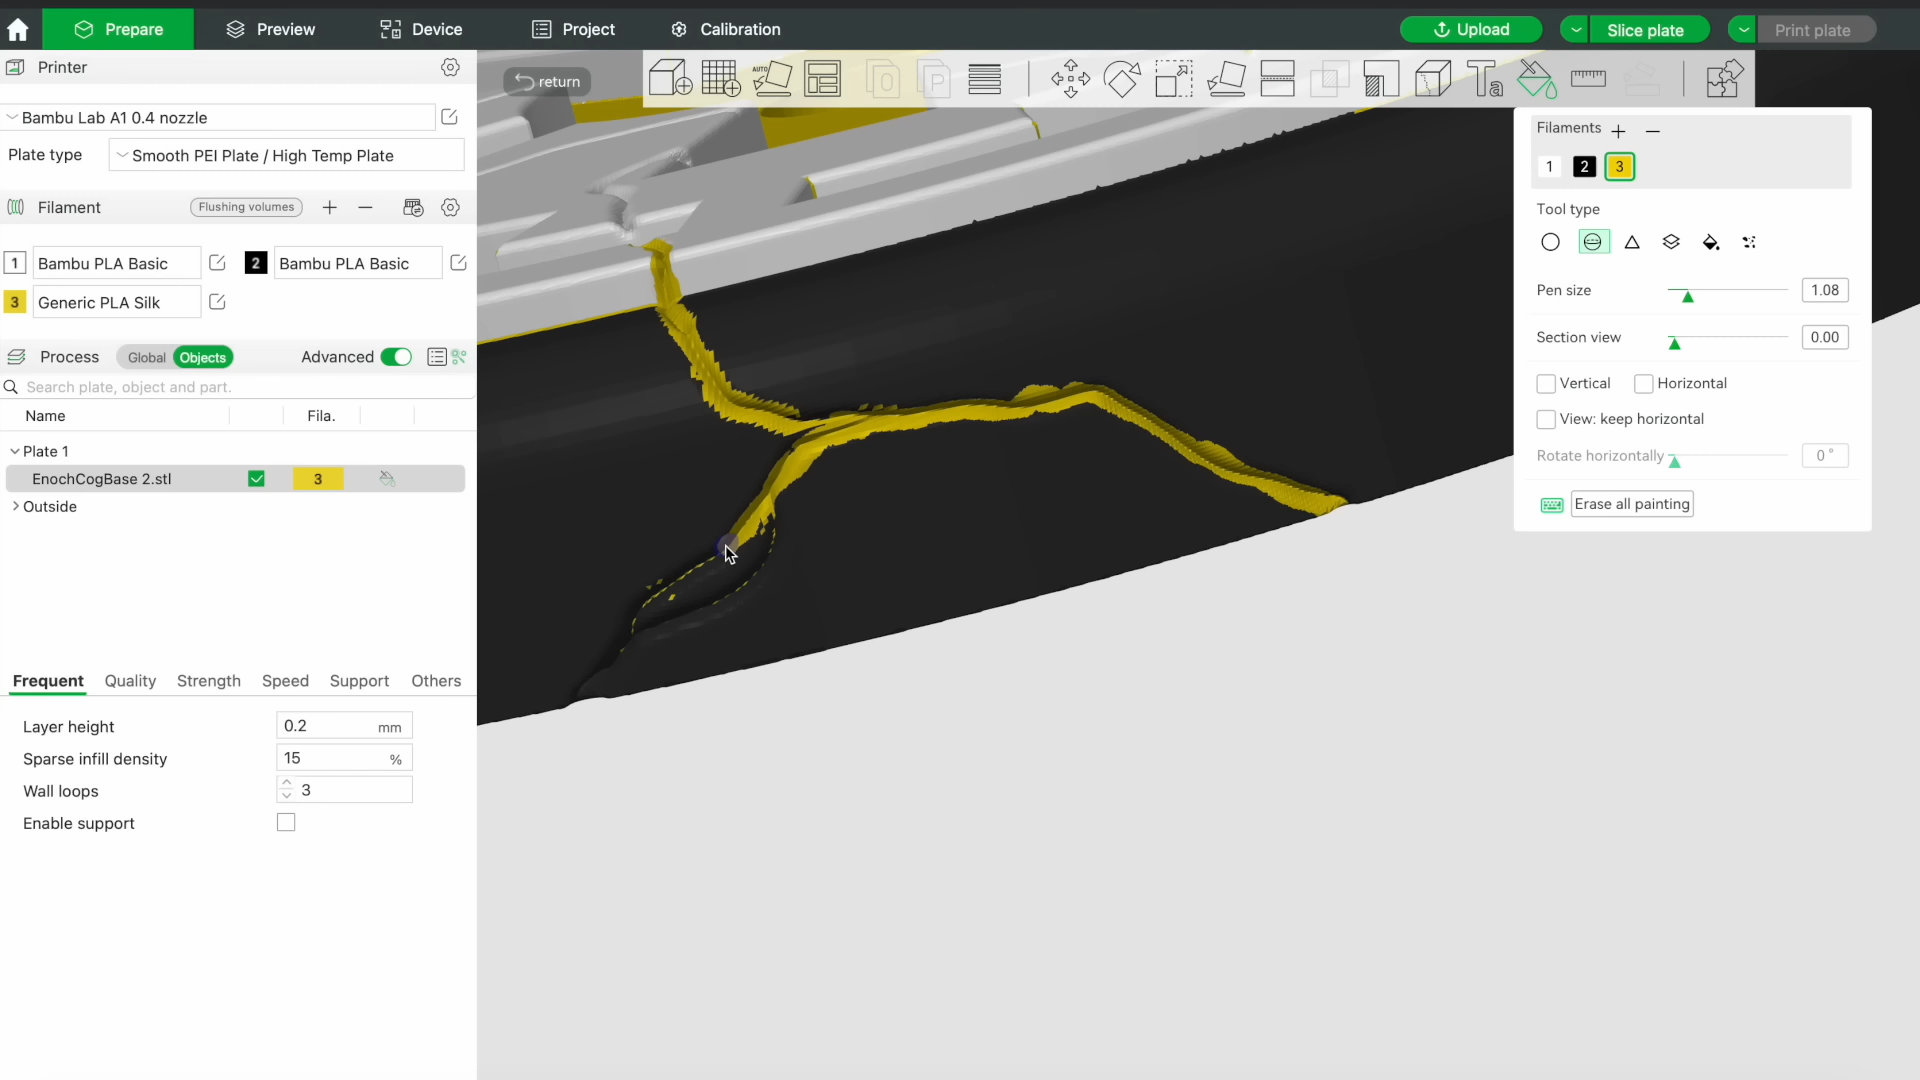 Prepare Preview Device Project Calibration Upload Slice plate Print plate
Printer
return
Bambu Lab A1 0.4 nozzle
Plate type Smooth PEI Plate / High Temp Plate
Filament Flushing volumes
1 Bambu PLA Basic 2 Bambu PLA Basic
3 Generic PLA Silk
Process Global Objects Advanced
Search plate, object and part.
Name Fila.
Plate 1
EnochCogBase 2.stl 3
Outside
Frequent Quality Strength Speed Support Others
Layer height 0.2 mm
Sparse infill density 15 %
Wall loops 3
Enable support
AUTO
O
P
Ta
Filaments
1 2 3
Tool type
Pen size 1.08
Section view 0.00
Vertical Horizontal
View: keep horizontal
Rotate horizontally 0 °
Erase all painting